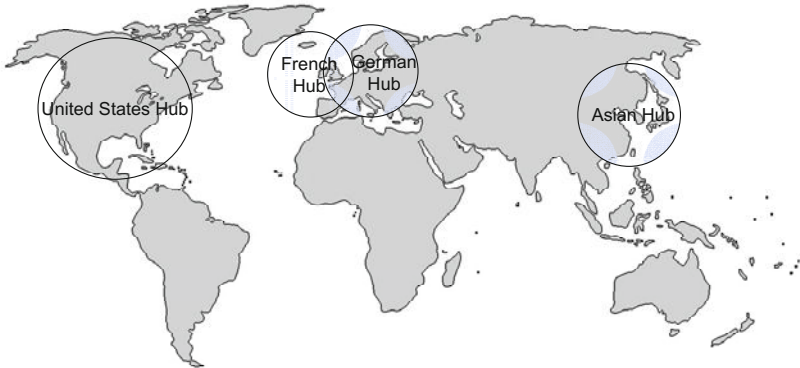 United States Hub
French
Hub
German
Hub
Asian Hub